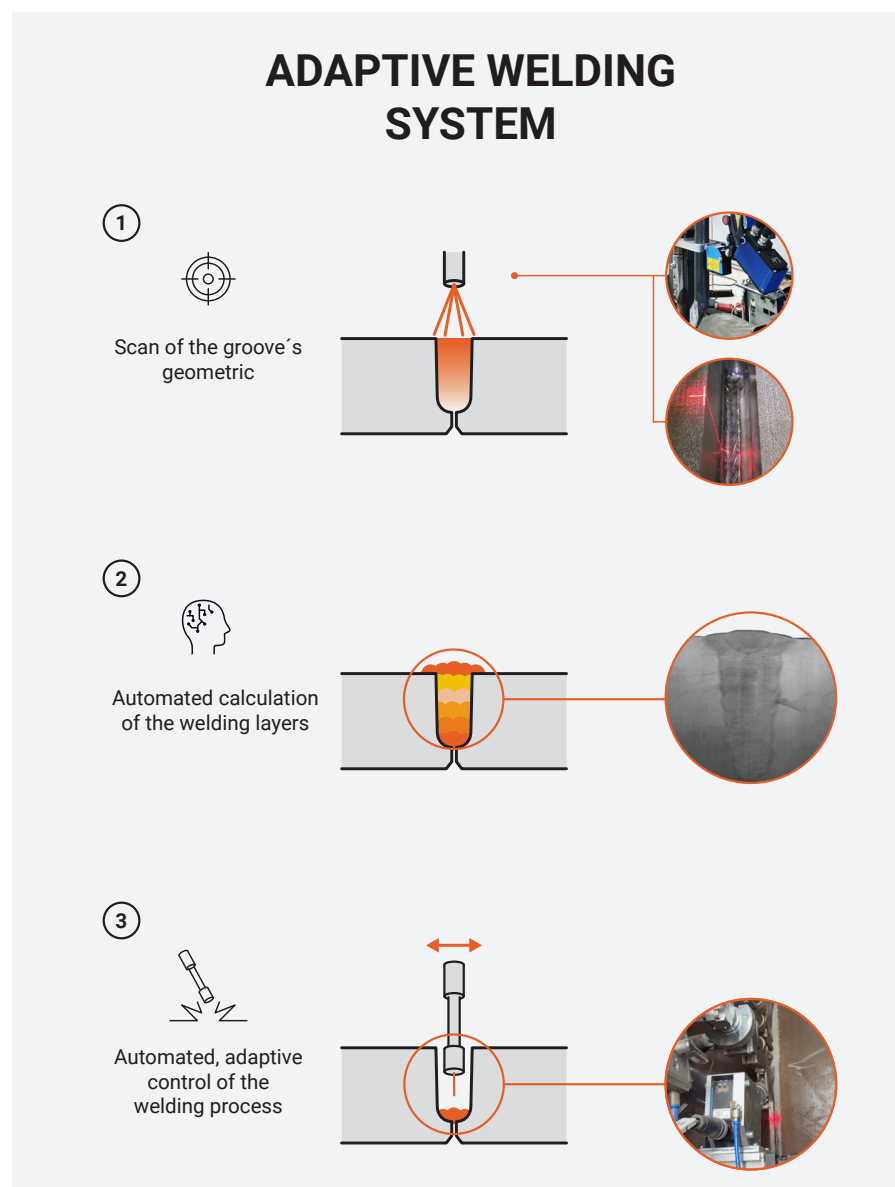 ADAPTIVE WELDING
SYSTEM
1
Scan of the groove´s
geometric
2
Automated calculation
of the welding layers
3
Automated, adaptive
control of the
welding process